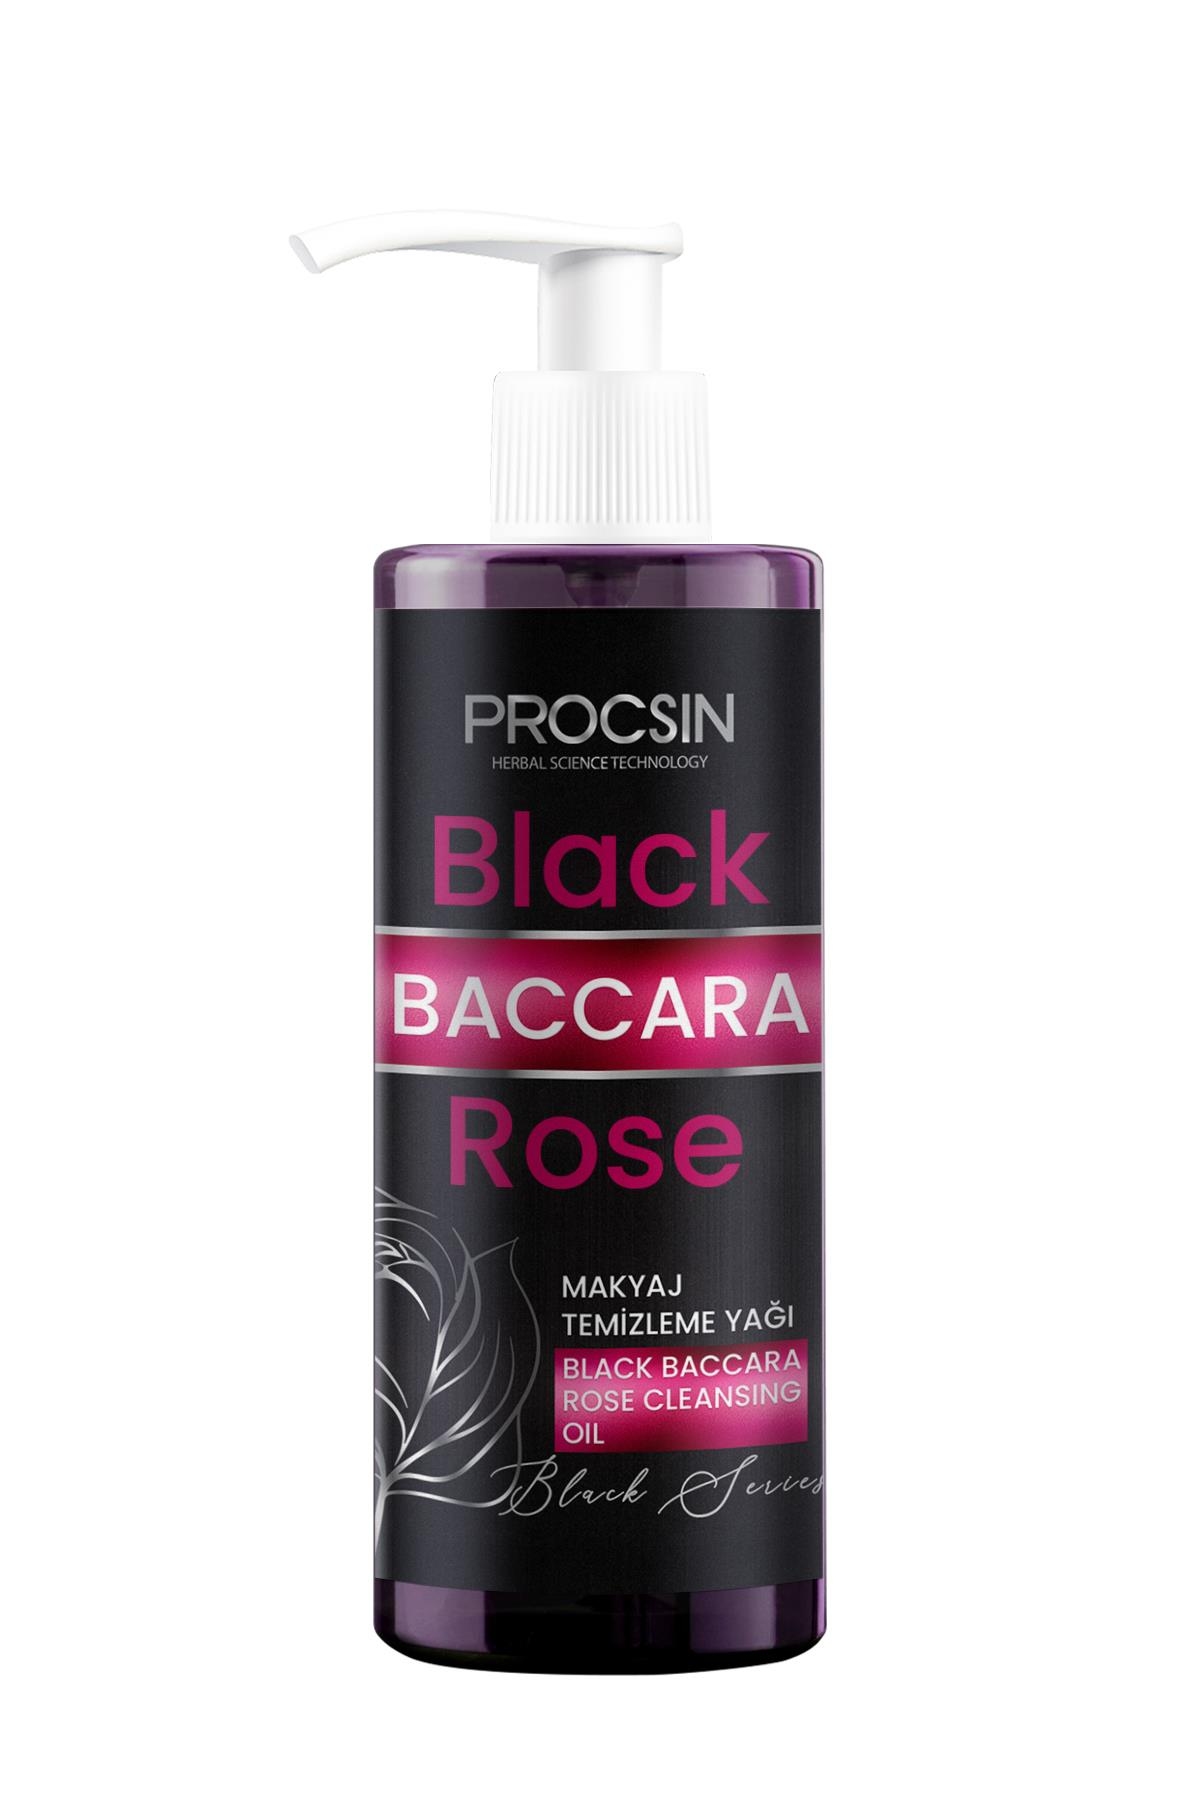 PROCSIN
HERBAL SCIENCE TECHNOLOGY
Black
BACCARA
Rose
MAKYAJ
TEMİZLEME YAĞI
BLACK BACCARA
ROSE CLEANSING
OIL
Black Series